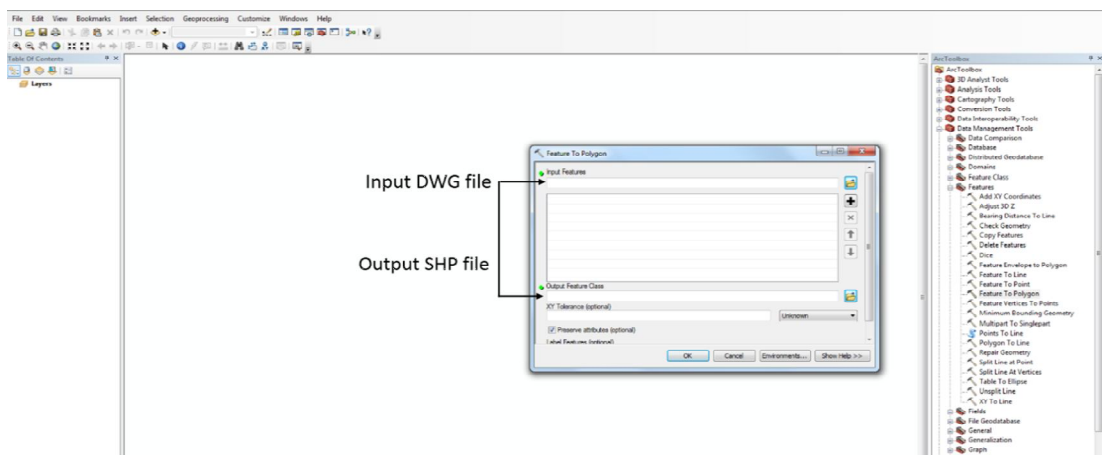 File Edit View Bookmarks Insert Selection Geoprocessing Customize Windows Help
Table Of Contents
Layers
Input DWG file
Output SHP file
Feature To Polygon
Input Features
Output Feature Class
XY Tolerance (optional)
Unknown
Preserve attributes (optional)
Label Features (optional)
OK Cancel Environments... Show Help >>
ArcToolbox
ArcToolbox
3D Analyst Tools
Analysis Tools
Cartography Tools
Conversion Tools
Data Interoperability Tools
Data Management Tools
Data Comparison
Database
Distributed Geodatabase
Domains
Feature Class
Features
Add XY Coordinates
Adjust 3D Z
Bearing Distance To Line
Check Geometry
Copy Features
Delete Features
Dice
Feature Envelope to Polygon
Feature To Line
Feature To Point
Feature To Polygon
Feature Vertices To Points
Minimum Bounding Geometry
Multipart To Singlepart
Points To Line
Polygon To Line
Repair Geometry
Split Line at Point
Split Line At Vertices
Table To Ellipse
Unsplit Line
XY To Line
Fields
File Geodatabase
General
Generalization
Graph